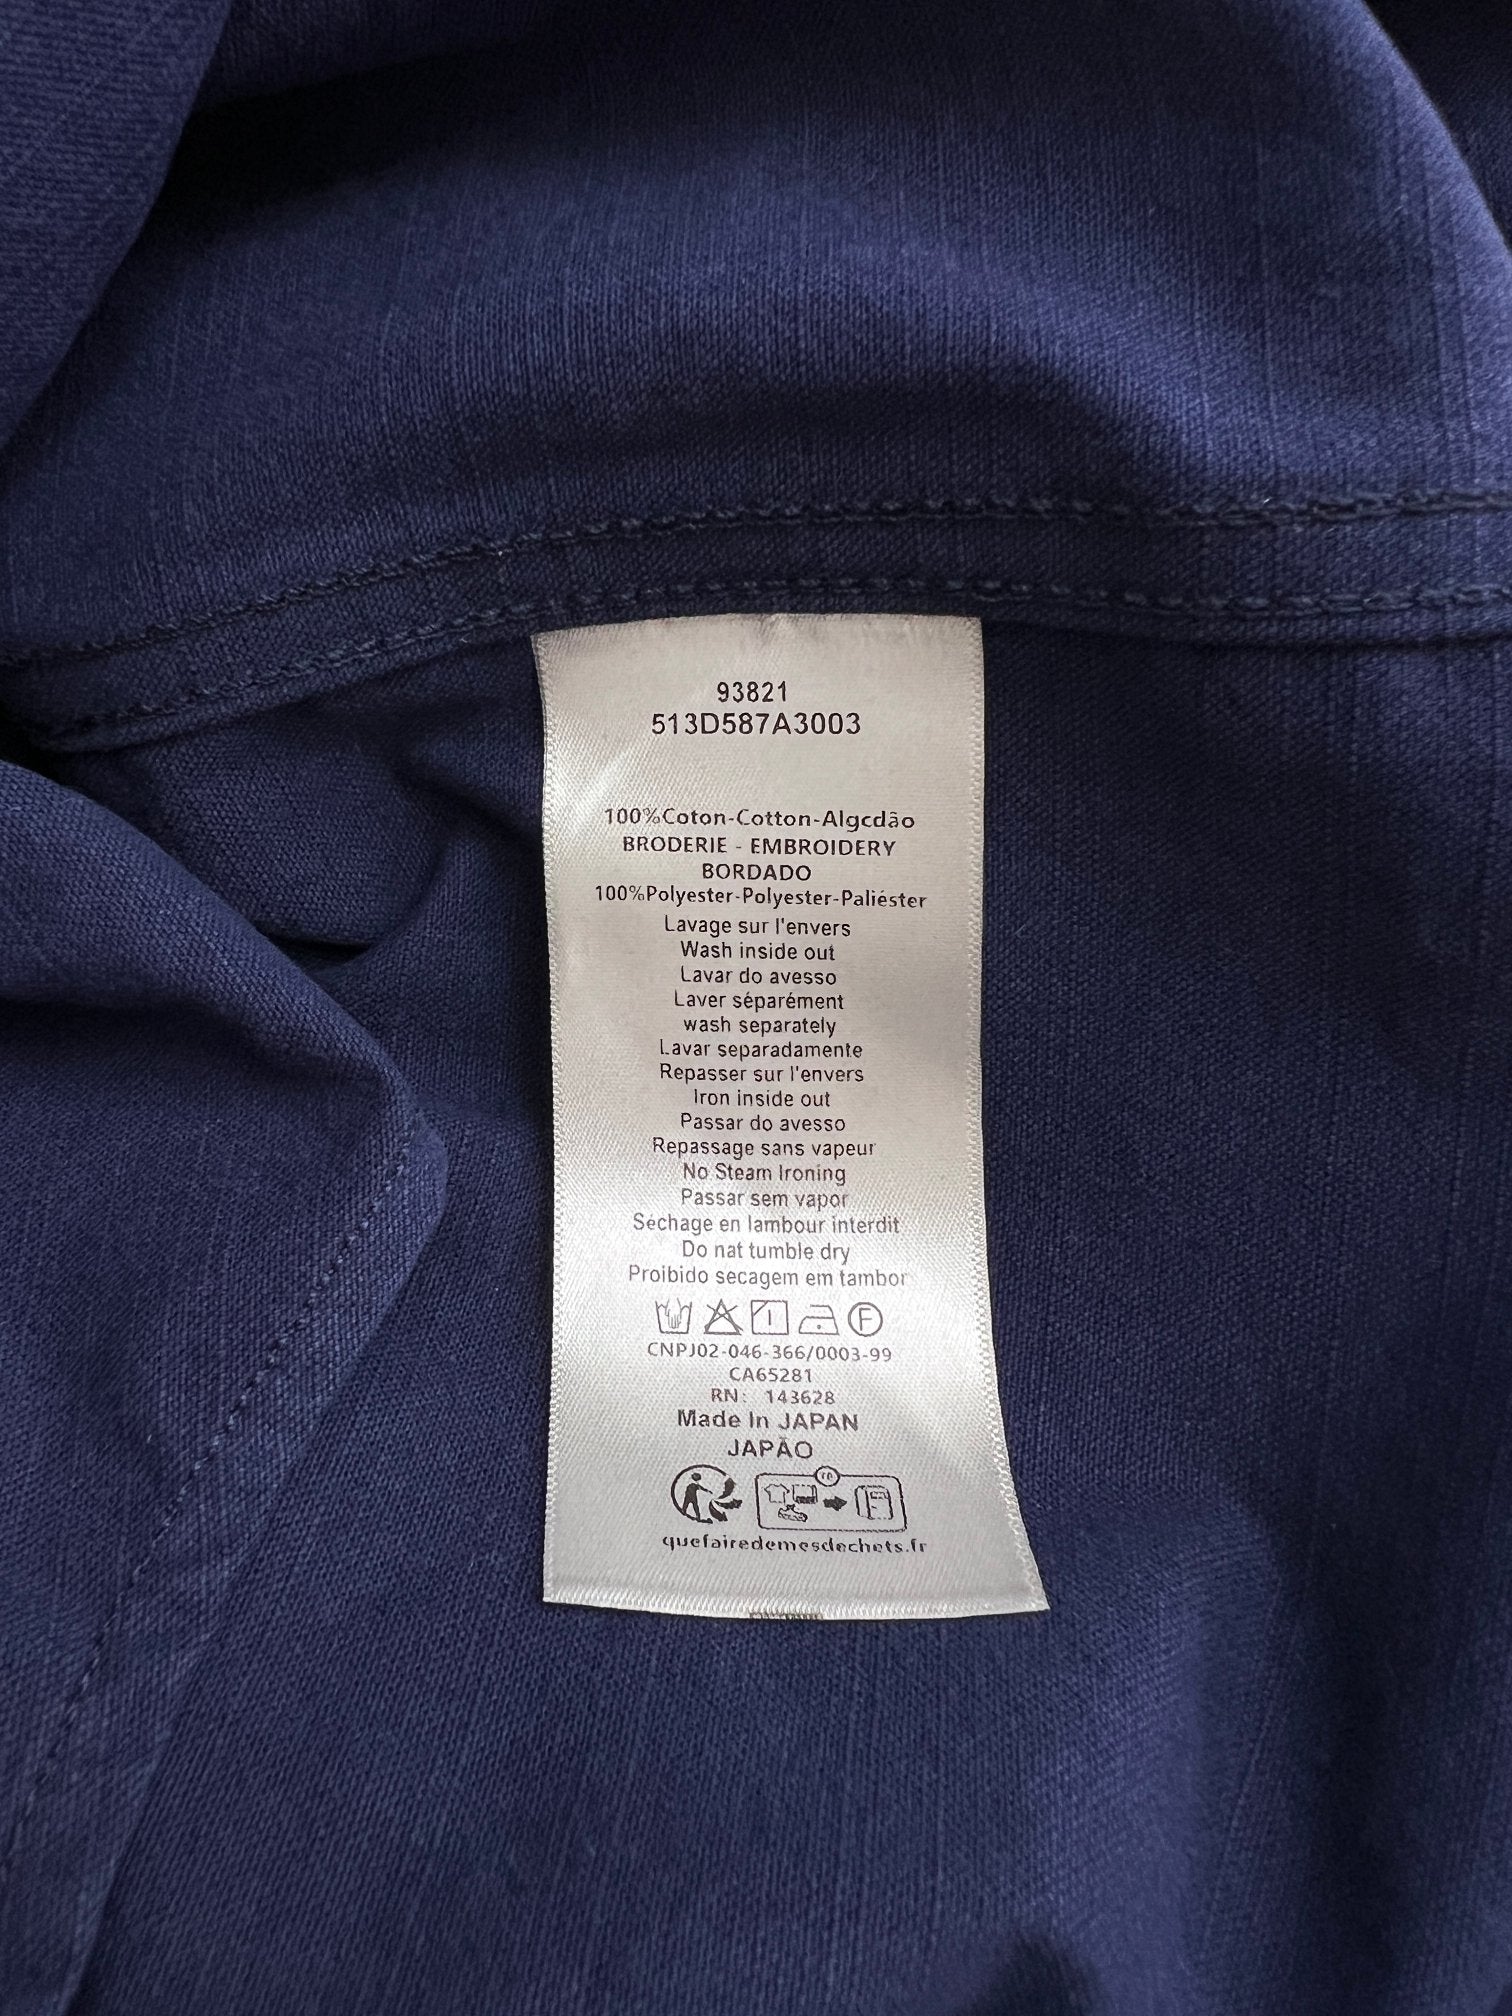 93821
513D587A3003
100%Coton-Cotton-Algcdão
BRODERIE - EMBROIDERY
BORDADO
100%Polyester-Polyester-Paliéster
Lavage sur l'envers
Wash inside out
Lavar do avesso
Laver séparément
wash separately
Lavar separadamente
Repasser sur l'envers
Iron inside out
Passar do avesso
Repassage sans vapeur
No Steam Ironing
Passar sem vapor
Séchage en lambour interdit
Do nat tumble dry
Proibido secagem em tambor
F
CNPJ02-046-366/0003-99
CA65281
RN: 143628
Made In JAPAN
JAPÃO
quefairedemesdechets.fr